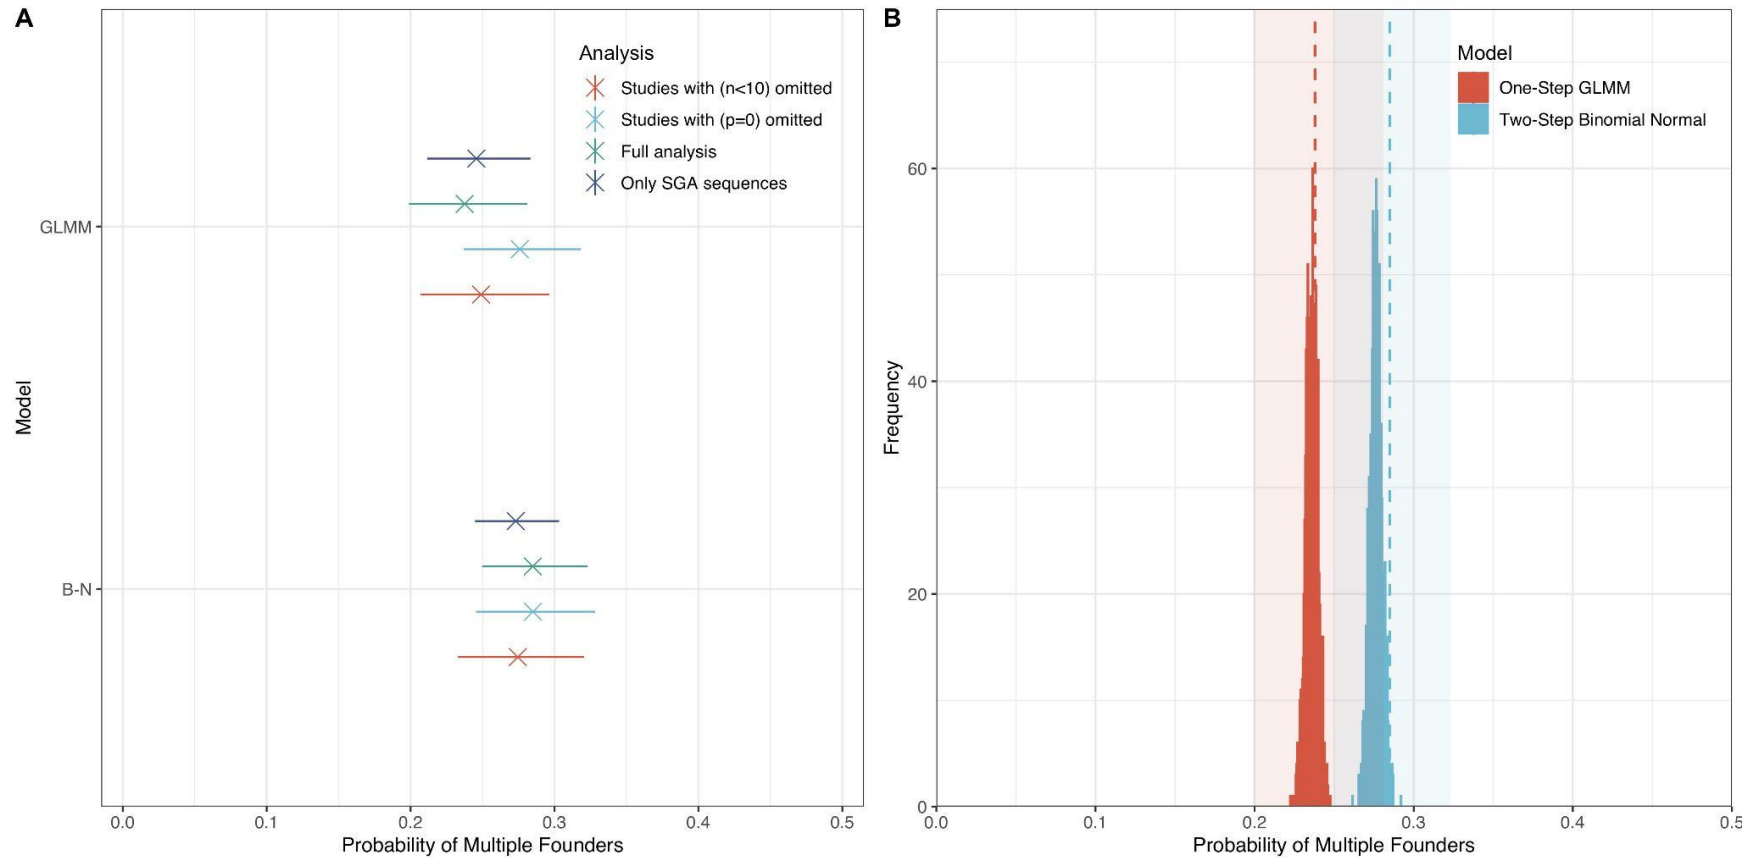 A
Analysis
Studies with (n<10) omitted
Studies with (p=0) omitted
Full analysis
Only SGA sequences
GLMM
Model
B-N
0.0
0.1
0.2
0.3
0.4
0.5
Probability of Multiple Founders
B
Model
One-Step GLMM
Two-Step Binomial Normal
60
40
20
0
Frequency
0.0
0.1
0.2
0.3
0.4
0.5
Probability of Multiple Founders